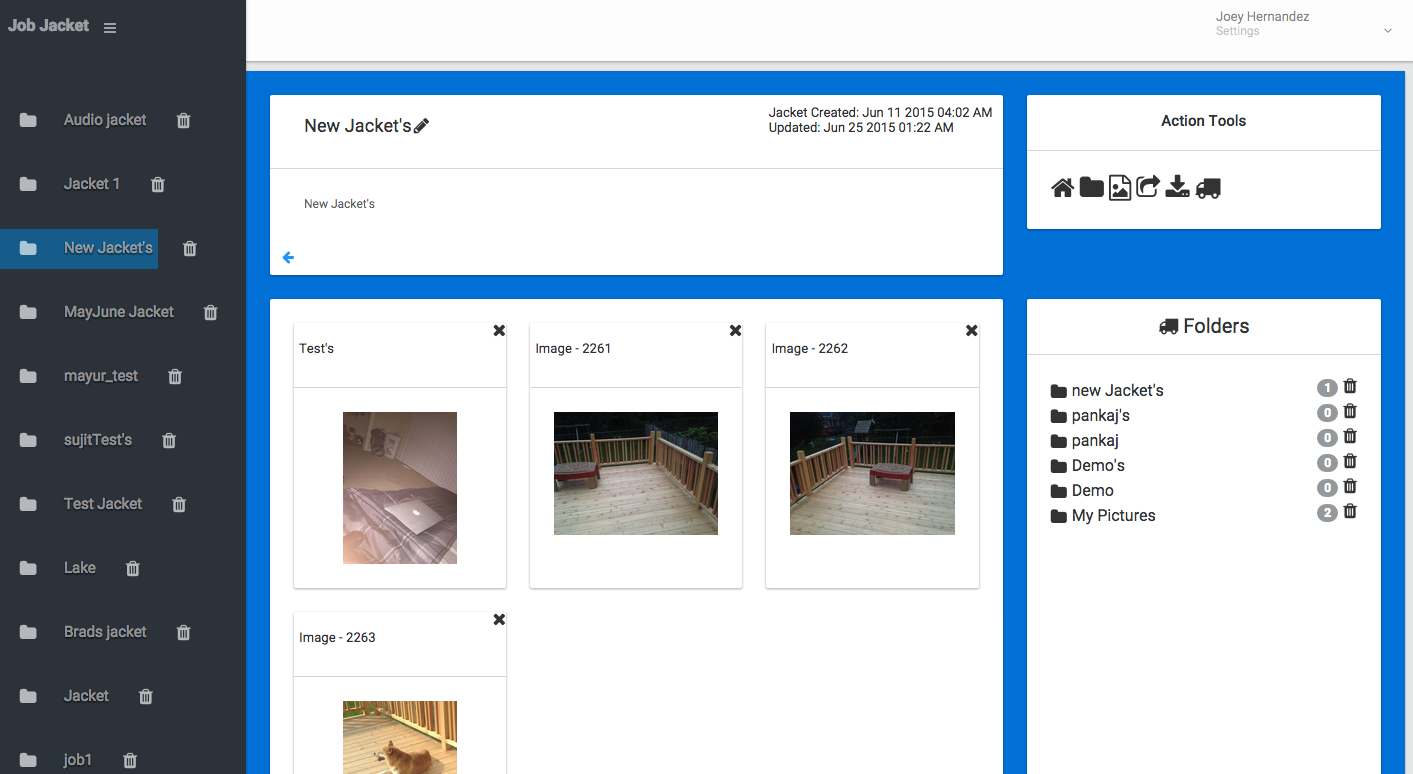 Job Jacket
Joey Hernandez
Settings
Audio jacket
Jacket 1
New Jacket's
MayJune Jacket
mayur_test
sujitTest's
Test Jacket
Lake
Brads jacket
Jacket
job1
New Jacket's
Jacket Created: Jun 11 2015 04:02 AM
Updated: Jun 25 2015 01:22 AM
New Jacket's
Action Tools
Test's
Image - 2261
Image - 2262
Image - 2263
Folders
new Jacket's 1
pankaj's 0
pankaj 0
Demo's 0
Demo 0
My Pictures 2